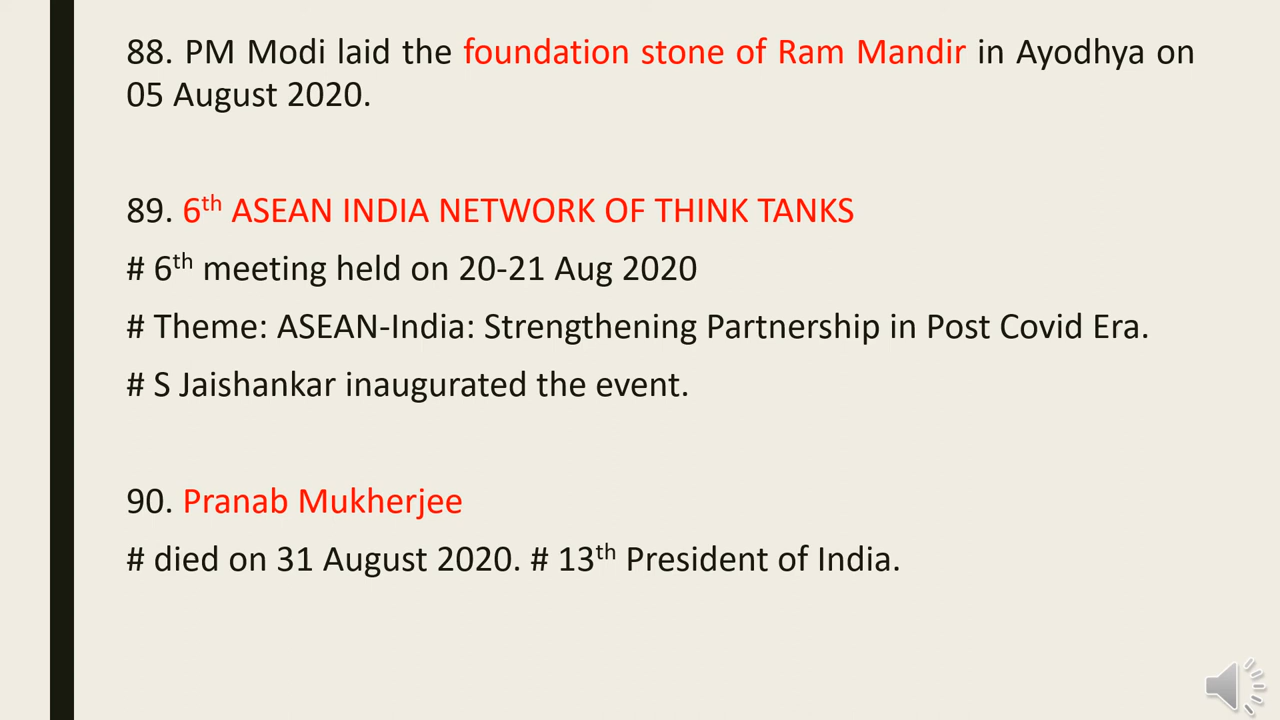 88. PM Modi laid the foundation stone of Ram Mandir in Ayodhya on
05 August 2020.
89. 6th ASEAN INDIA NETWORK OF THINK TANKS
# 6th meeting held on 20-21 Aug 2020
# Theme: ASEAN-India: Strengthening Partnership in Post Covid Era.
# S Jaishankar inaugurated the event.
90. Pranab Mukherjee
# died on 31 August 2020. # 13th President of India.